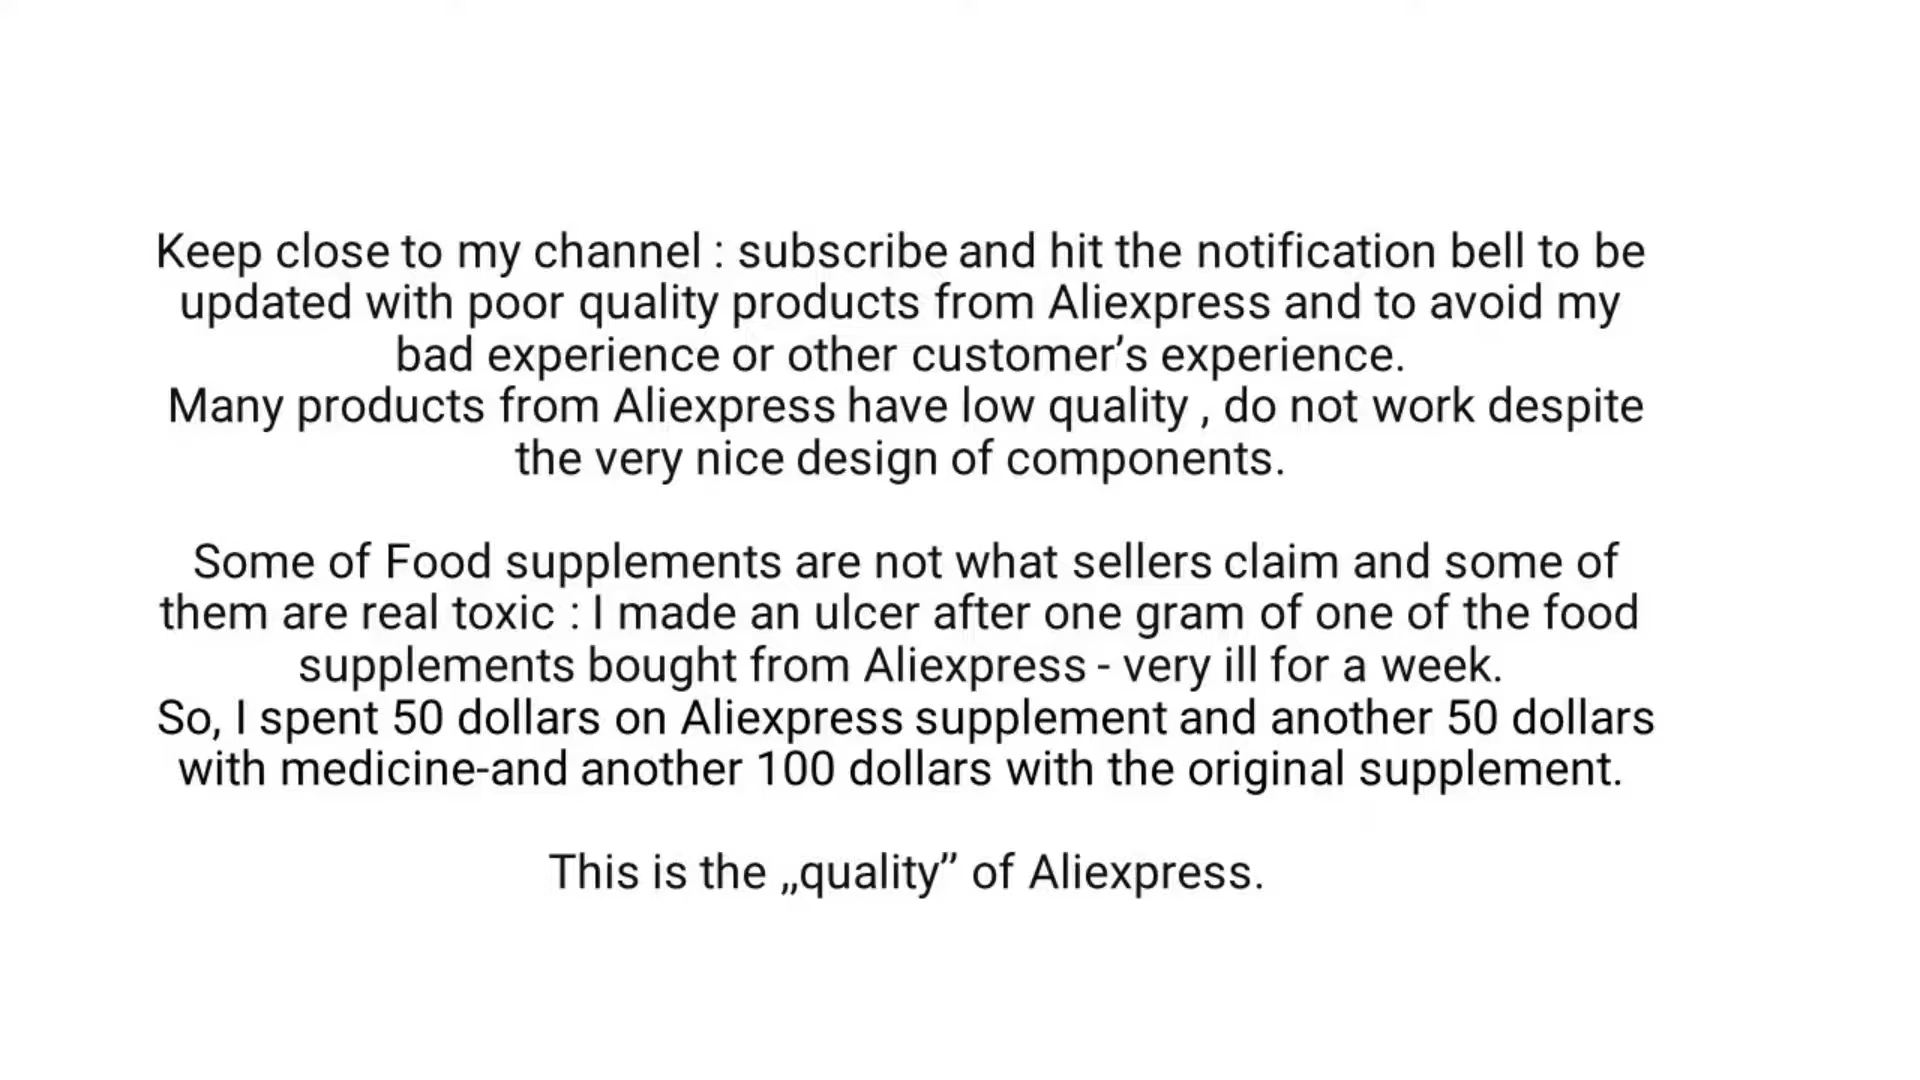 Keep close to my channel : subscribe and hit the notification bell to be
updated with poor quality products from Aliexpress and to avoid my
bad experience or other customer’s experience.
Many products from Aliexpress have low quality , do not work despite
the very nice design of components.
Some of Food supplements are not what sellers claim and some of
them are real toxic : I made an ulcer after one gram of one of the food
supplements bought from Aliexpress - very ill for a week.
So, I spent 50 dollars on Aliexpress supplement and another 50 dollars
with medicine-and another 100 dollars with the original supplement.
This is the „quality” of Aliexpress.